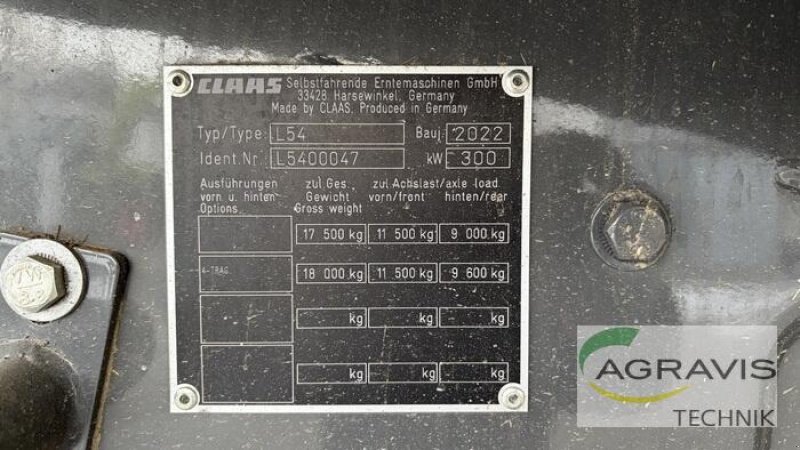 CLAAS Selbstfahrende Erntemaschinen GmbH
33428 Harsewinkel, Germany
Made by CLAAS, Produced in Germany
Typ/Type: L54 Bauj. 2022
Ident.Nr. L5400047 kW 300
Ausführungen zul Ges. zul Achslast/axle load
vorn u. hinten Gewicht vorn/front hinten/rear
Options Gross weight
17 500 kg 11 500 kg 9 000 kg
4-TRAC 18 000 kg 11 500 kg 9 600 kg
kg kg kg
kg kg kg
AGRAVIS
TECHNIK